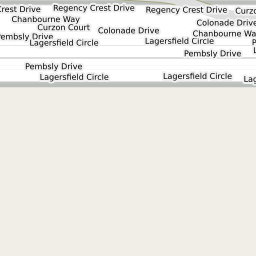 Crest Drive
Regency Crest Drive
Regency Crest Drive
Curzo
Chanbourne Way
Colonade Drive
Curzon Court
Colonade Drive
Chanbourne Wa
Pembsly Drive
Lagersfield Circle
Lagersfield Circle
Pembsly Drive
Pembsly Drive
Lagersfield Circle
Lagersfield Circle
Lag